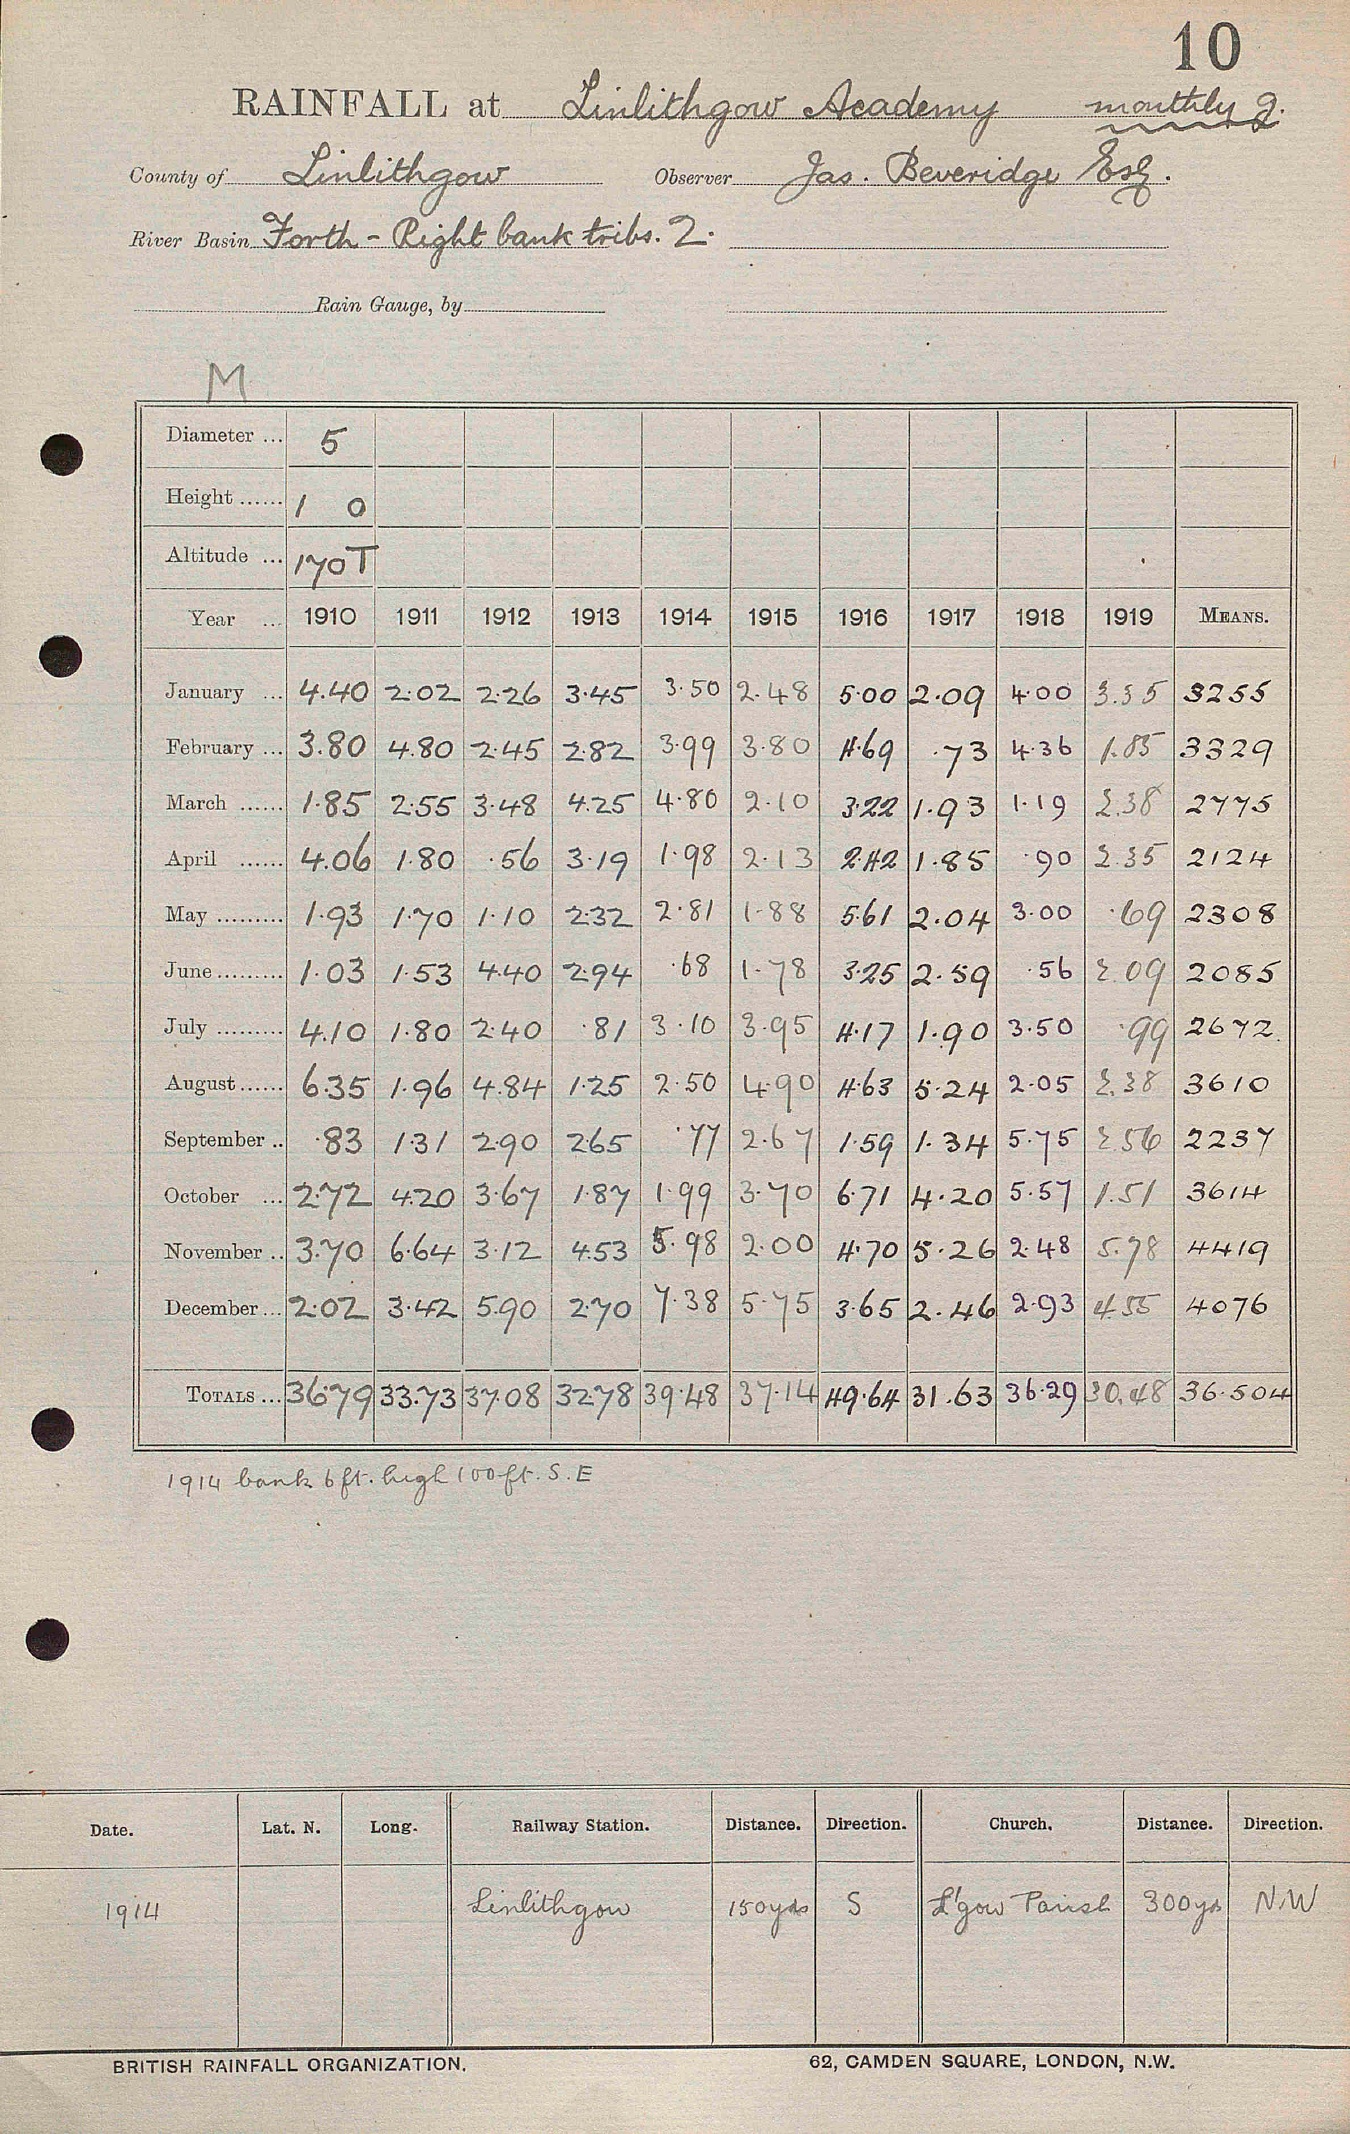 10
RAINFALL at Linlithgow Academy monthly g.
County of Linlithgow Observer Jas. Beveridge Esq.
River Basin Forth - Right bank tribs. 2.
Rain Gauge, by
M
Diameter ... 5
Height ...... 1 0
Altitude ... 170T
Year ... 1910 1911 1912 1913 1914 1915 1916 1917 1918 1919 MEANS.
January ... 4.40 2.02 2.26 3.45 3.50 2.48 5.00 2.09 4.00 3.35 3255
February ... 3.80 4.80 2.45 2.82 3.99 3.80 4.69 .73 4.36 1.85 3329
March ...... 1.85 2.55 3.48 4.25 4.80 2.10 3.22 1.93 1.19 2.38 2775
April ...... 4.06 1.80 .56 3.19 1.98 2.13 2.42 1.85 .90 2.35 2124
May ......... 1.93 1.70 1.10 2.32 2.81 1.88 5.61 2.04 3.00 .69 2308
June ......... 1.03 1.53 4.40 2.94 .68 1.78 3.25 2.59 .56 2.09 2085
July ......... 4.10 1.80 2.40 .81 3.10 3.95 4.17 1.90 3.50 .99 2672
August ...... 6.35 1.96 4.84 1.25 2.50 4.90 4.63 5.24 2.05 2.38 3610
September .. .83 1.31 2.90 2.65 .77 2.67 1.59 1.34 5.75 2.56 2237
October ... 2.72 4.20 3.67 1.87 1.99 3.70 6.71 4.20 5.57 1.51 3614
November .. 3.70 6.64 3.12 4.53 5.98 2.00 4.70 5.26 2.48 5.78 4419
December ... 2.02 3.42 5.90 2.70 7.38 5.75 3.65 2.46 2.93 4.55 4076
TOTALS ... 36.79 33.73 37.08 32.78 39.48 37.14 49.64 31.63 36.29 30.48 36.504
1914 bank 6 ft. high 100 ft. S.E
Date. Lat. N. Long. Railway Station. Distance. Direction. Church. Distance. Direction.
1914 Linlithgow 150yds S L'gow Parish 300yds N.W
BRITISH RAINFALL ORGANIZATION. 62, CAMDEN SQUARE, LONDON, N.W.